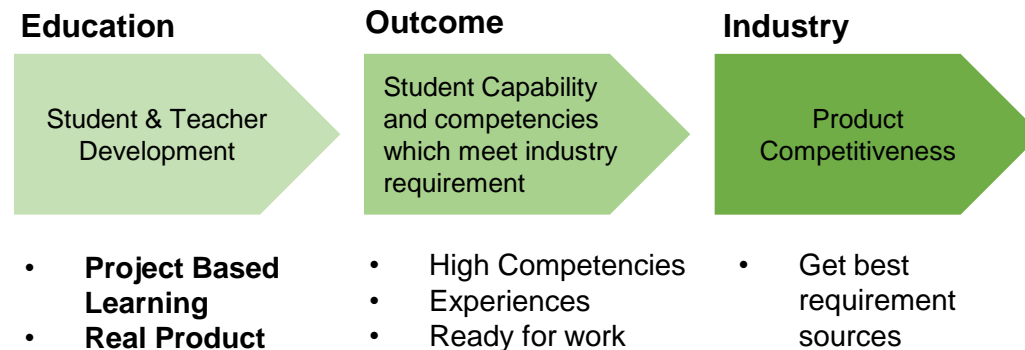 Education
Student & Teacher
Development
• Project Based
Learning
• Real Product
Outcome
Student Capability
and competencies
which meet industry
requirement
• High Competencies
• Experiences
• Ready for work
Industry
Product
Competitiveness
• Get best
requirement
sources